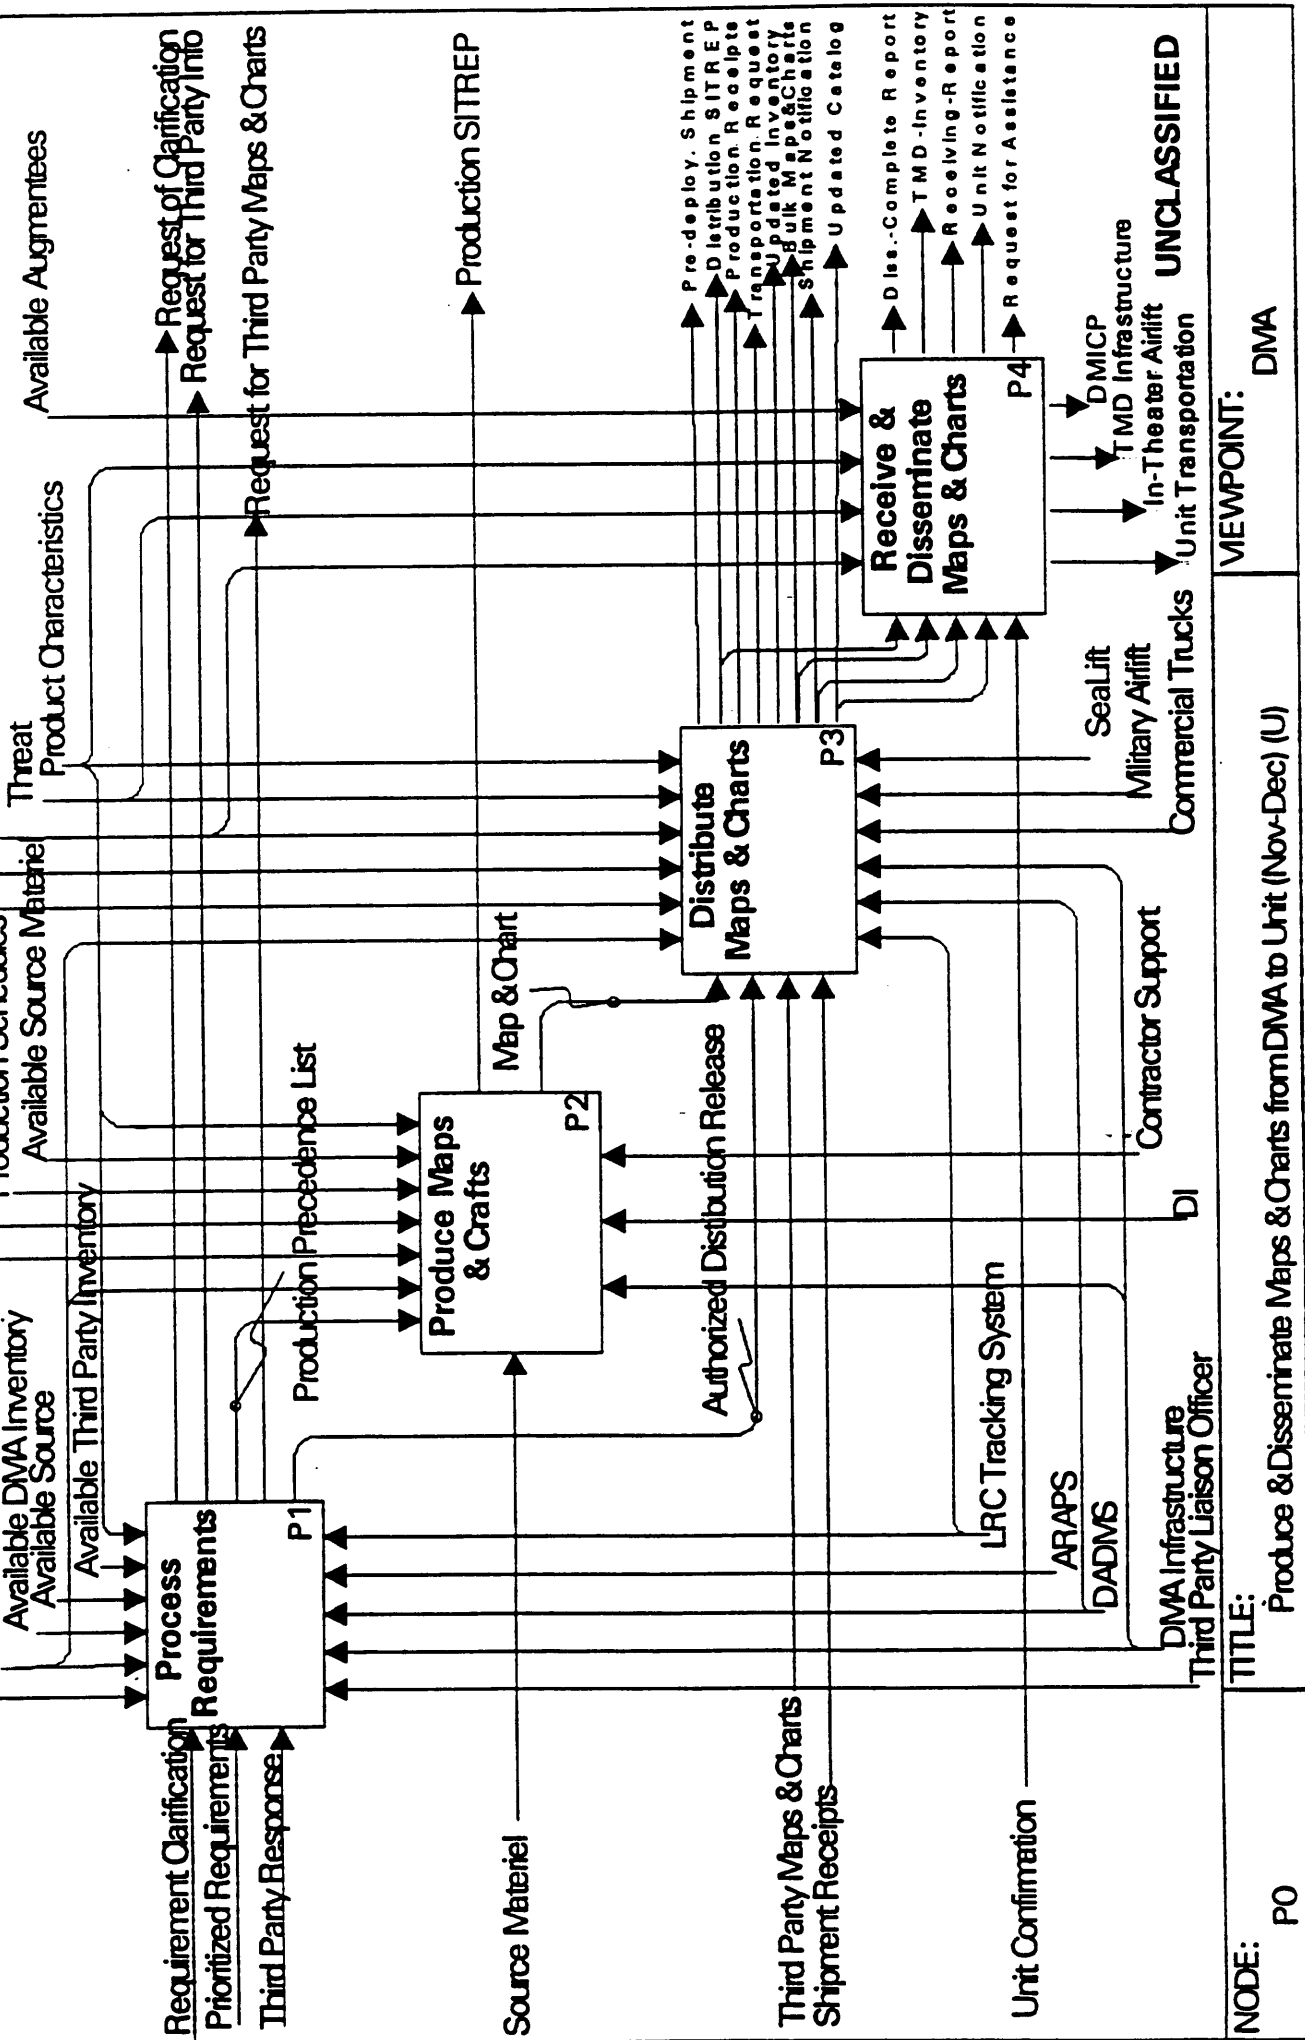 Available DMA Inventory
Available Source
Available Third Party Inventory
Available Source Materiel
Threat
Product Characteristics
Available Augmentees
Requirement Clarification
Prioritized Requirements
Third Party Response
Process
Requirements
P1
Request of Clarification
Request for Third Party Info
Request for Third Party Maps & Charts
Production Precedence List
Source Materiel
Produce Maps
& Crafts
P2
Production SITREP
Map & Chart
Authorized Distribution Release
Third Party Maps & Charts
Shipment Receipts
Distribute
Maps & Charts
P3
Pre-deploy. Shipment
Distribution SITREP
Production Receipts
Transportation Request
Updated Inventory
Bulk Maps&Charts
Shipment Notification
Updated Catalog
Unit Confirmation
Receive &
Disseminate
Maps & Charts
P4
Diss.-Complete Report
TMD-Inventory
Receiving-Report
Unit Notification
Request for Assistance
LRC Tracking System
ARAPS
DADMS
DMA Infrastructure
Third Party Liaison Officer
DI
Contractor Support
SeaLift
Military Airlift
Commercial Trucks
DMICP
TMD Infrastructure
In-Theater Airlift
Unit Transportation
UNCLASSIFIED
NODE:
P0
TITLE:
Produce & Disseminate Maps & Charts from DMA to Unit (Nov-Dec) (U)
VIEWPOINT:
DMA